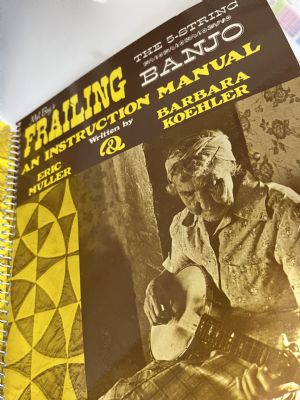 Mel Bay's
FRAILING
THE 5-STRING
BANJO
AN INSTRUCTION MANUAL
Written by
ERIC
MULLER
&
BARBARA
KOEHLER